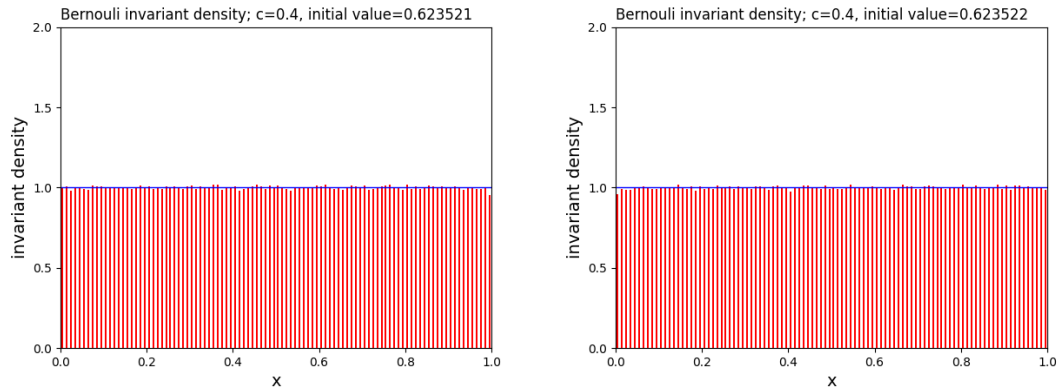 Bernouli invariant density; c=0.4, initial value=0.623521
2.0
1.5
1.0
0.5
0.0
invariant density
0.0 0.2 0.4 0.6 0.8 1.0
x
Bernouli invariant density; c=0.4, initial value=0.623522
2.0
1.5
1.0
0.5
0.0
invariant density
0.0 0.2 0.4 0.6 0.8 1.0
x